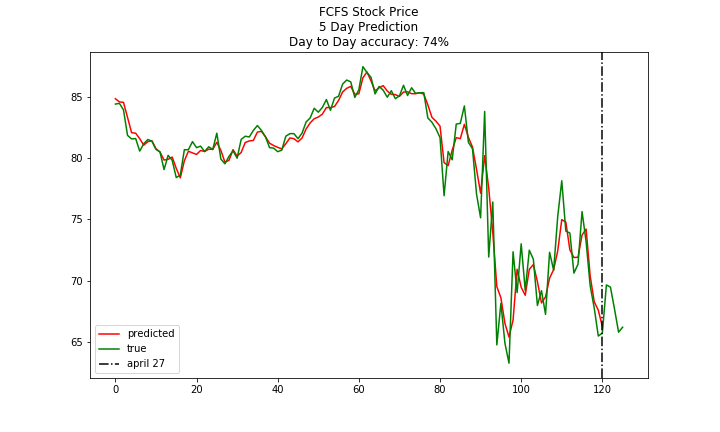 FCFS Stock Price
5 Day Prediction
Day to Day accuracy: 74%
85
80
75
70
65
predicted
true
april 27
0
20
40
60
80
100
120